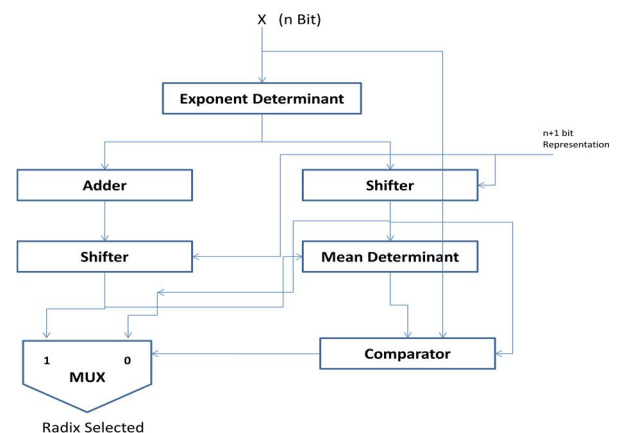 X (n Bit)
Exponent Determinant
n+1 bit
Representation
Adder
Shifter
Shifter
Mean Determinant
1 0
MUX
Comparator
Radix Selected